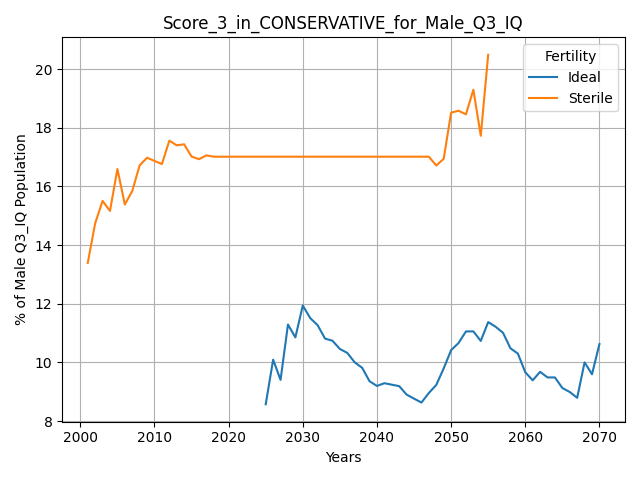 Score_3_in_CONSERVATIVE_for_Male_Q3_IQ
% of Male Q3_IQ Population
20
18
16
14
12
10
8
Fertility
Ideal
Sterile
2000 2010 2020 2030 2040 2050 2060 2070
Years